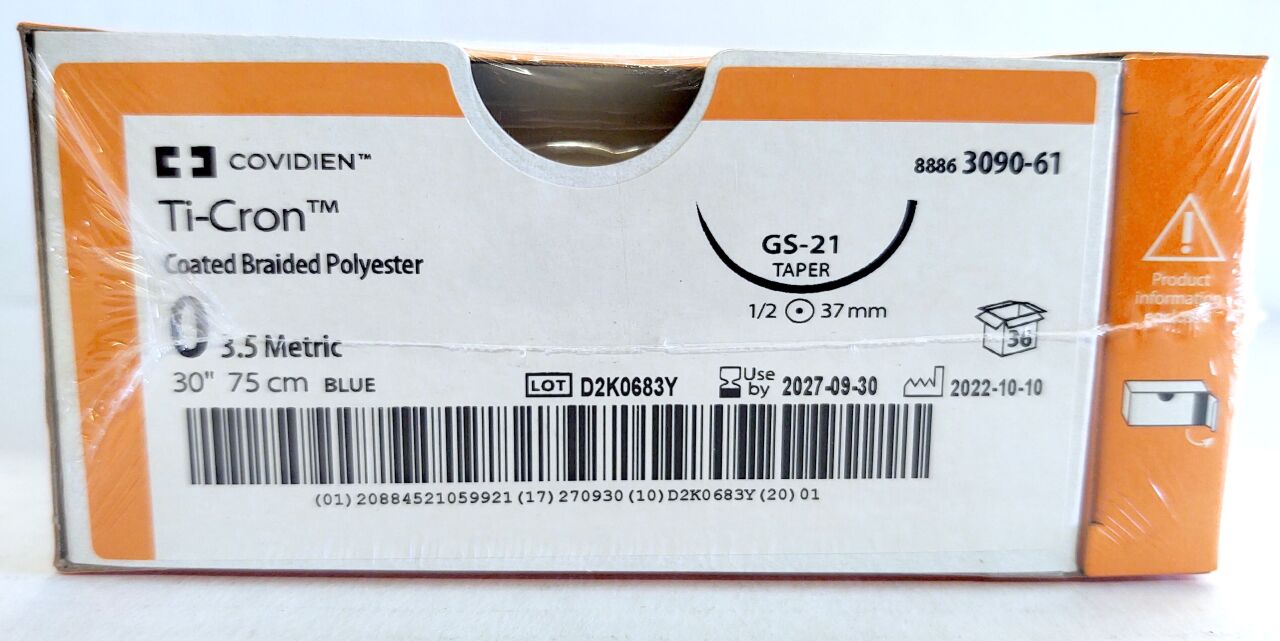 COVIDIEN™
8886 3090-61
Ti-Cron™
Coated Braided Polyester
GS-21
TAPER
1/2 37 mm
0 3.5 Metric
36
30" 75 cm BLUE
LOT D2K0683Y
Use by 2027-09-30
2022-10-10
(01)20884521059921(17)270930(10)D2K0683Y(20)01
Product
information